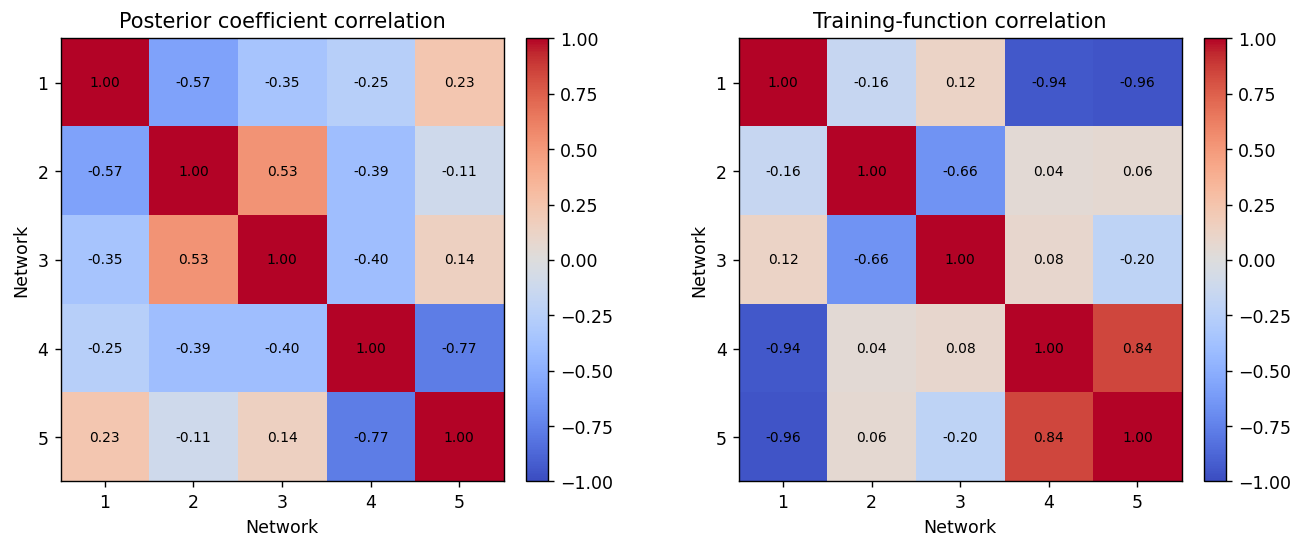 Posterior coefficient correlation
Network
1 1.00 -0.57 -0.35 -0.25 0.23
2 -0.57 1.00 0.53 -0.39 -0.11
3 -0.35 0.53 1.00 -0.40 0.14
4 -0.25 -0.39 -0.40 1.00 -0.77
5 0.23 -0.11 0.14 -0.77 1.00
1 2 3 4 5
Network
1.00
0.75
0.50
0.25
0.00
−0.25
−0.50
−0.75
−1.00
Training-function correlation
Network
1 1.00 -0.16 0.12 -0.94 -0.96
2 -0.16 1.00 -0.66 0.04 0.06
3 0.12 -0.66 1.00 0.08 -0.20
4 -0.94 0.04 0.08 1.00 0.84
5 -0.96 0.06 -0.20 0.84 1.00
1 2 3 4 5
Network
1.00
0.75
0.50
0.25
0.00
−0.25
−0.50
−0.75
−1.00